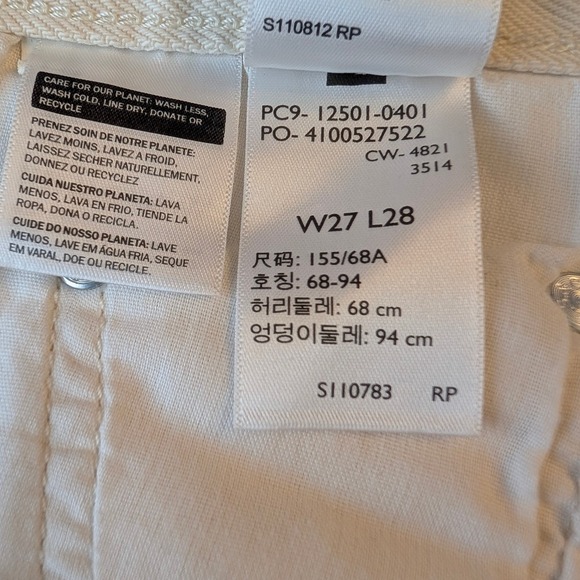 S110812 RP
CARE FOR OUR PLANET: WASH LESS,
WASH COLD, LINE DRY, DONATE OR
RECYCLE
PRENEZ SOIN DE NOTRE PLANETE:
LAVEZ MOINS, LAVEZ A FROID,
LAISSEZ SECHER NATURELLEMENT,
DONNEZ OU RECYCLEZ
CUIDA NUESTRO PLANETA: LAVA
MENOS, LAVA EN FRIO, TIENDE LA
ROPA, DONA O RECICLA.
CUIDE DO NOSSO PLANETA: LAVE
MENOS, LAVE EM ÁGUA FRIA, SEQUE
EM VARAL, DOE OU RECICLE.
PC9- 12501-0401
PO- 4100527522
CW- 4821
3514
W27 L28
尺码: 155/68A
호칭: 68-94
허리둘레: 68 cm
엉덩이둘레: 94 cm
S110783 RP